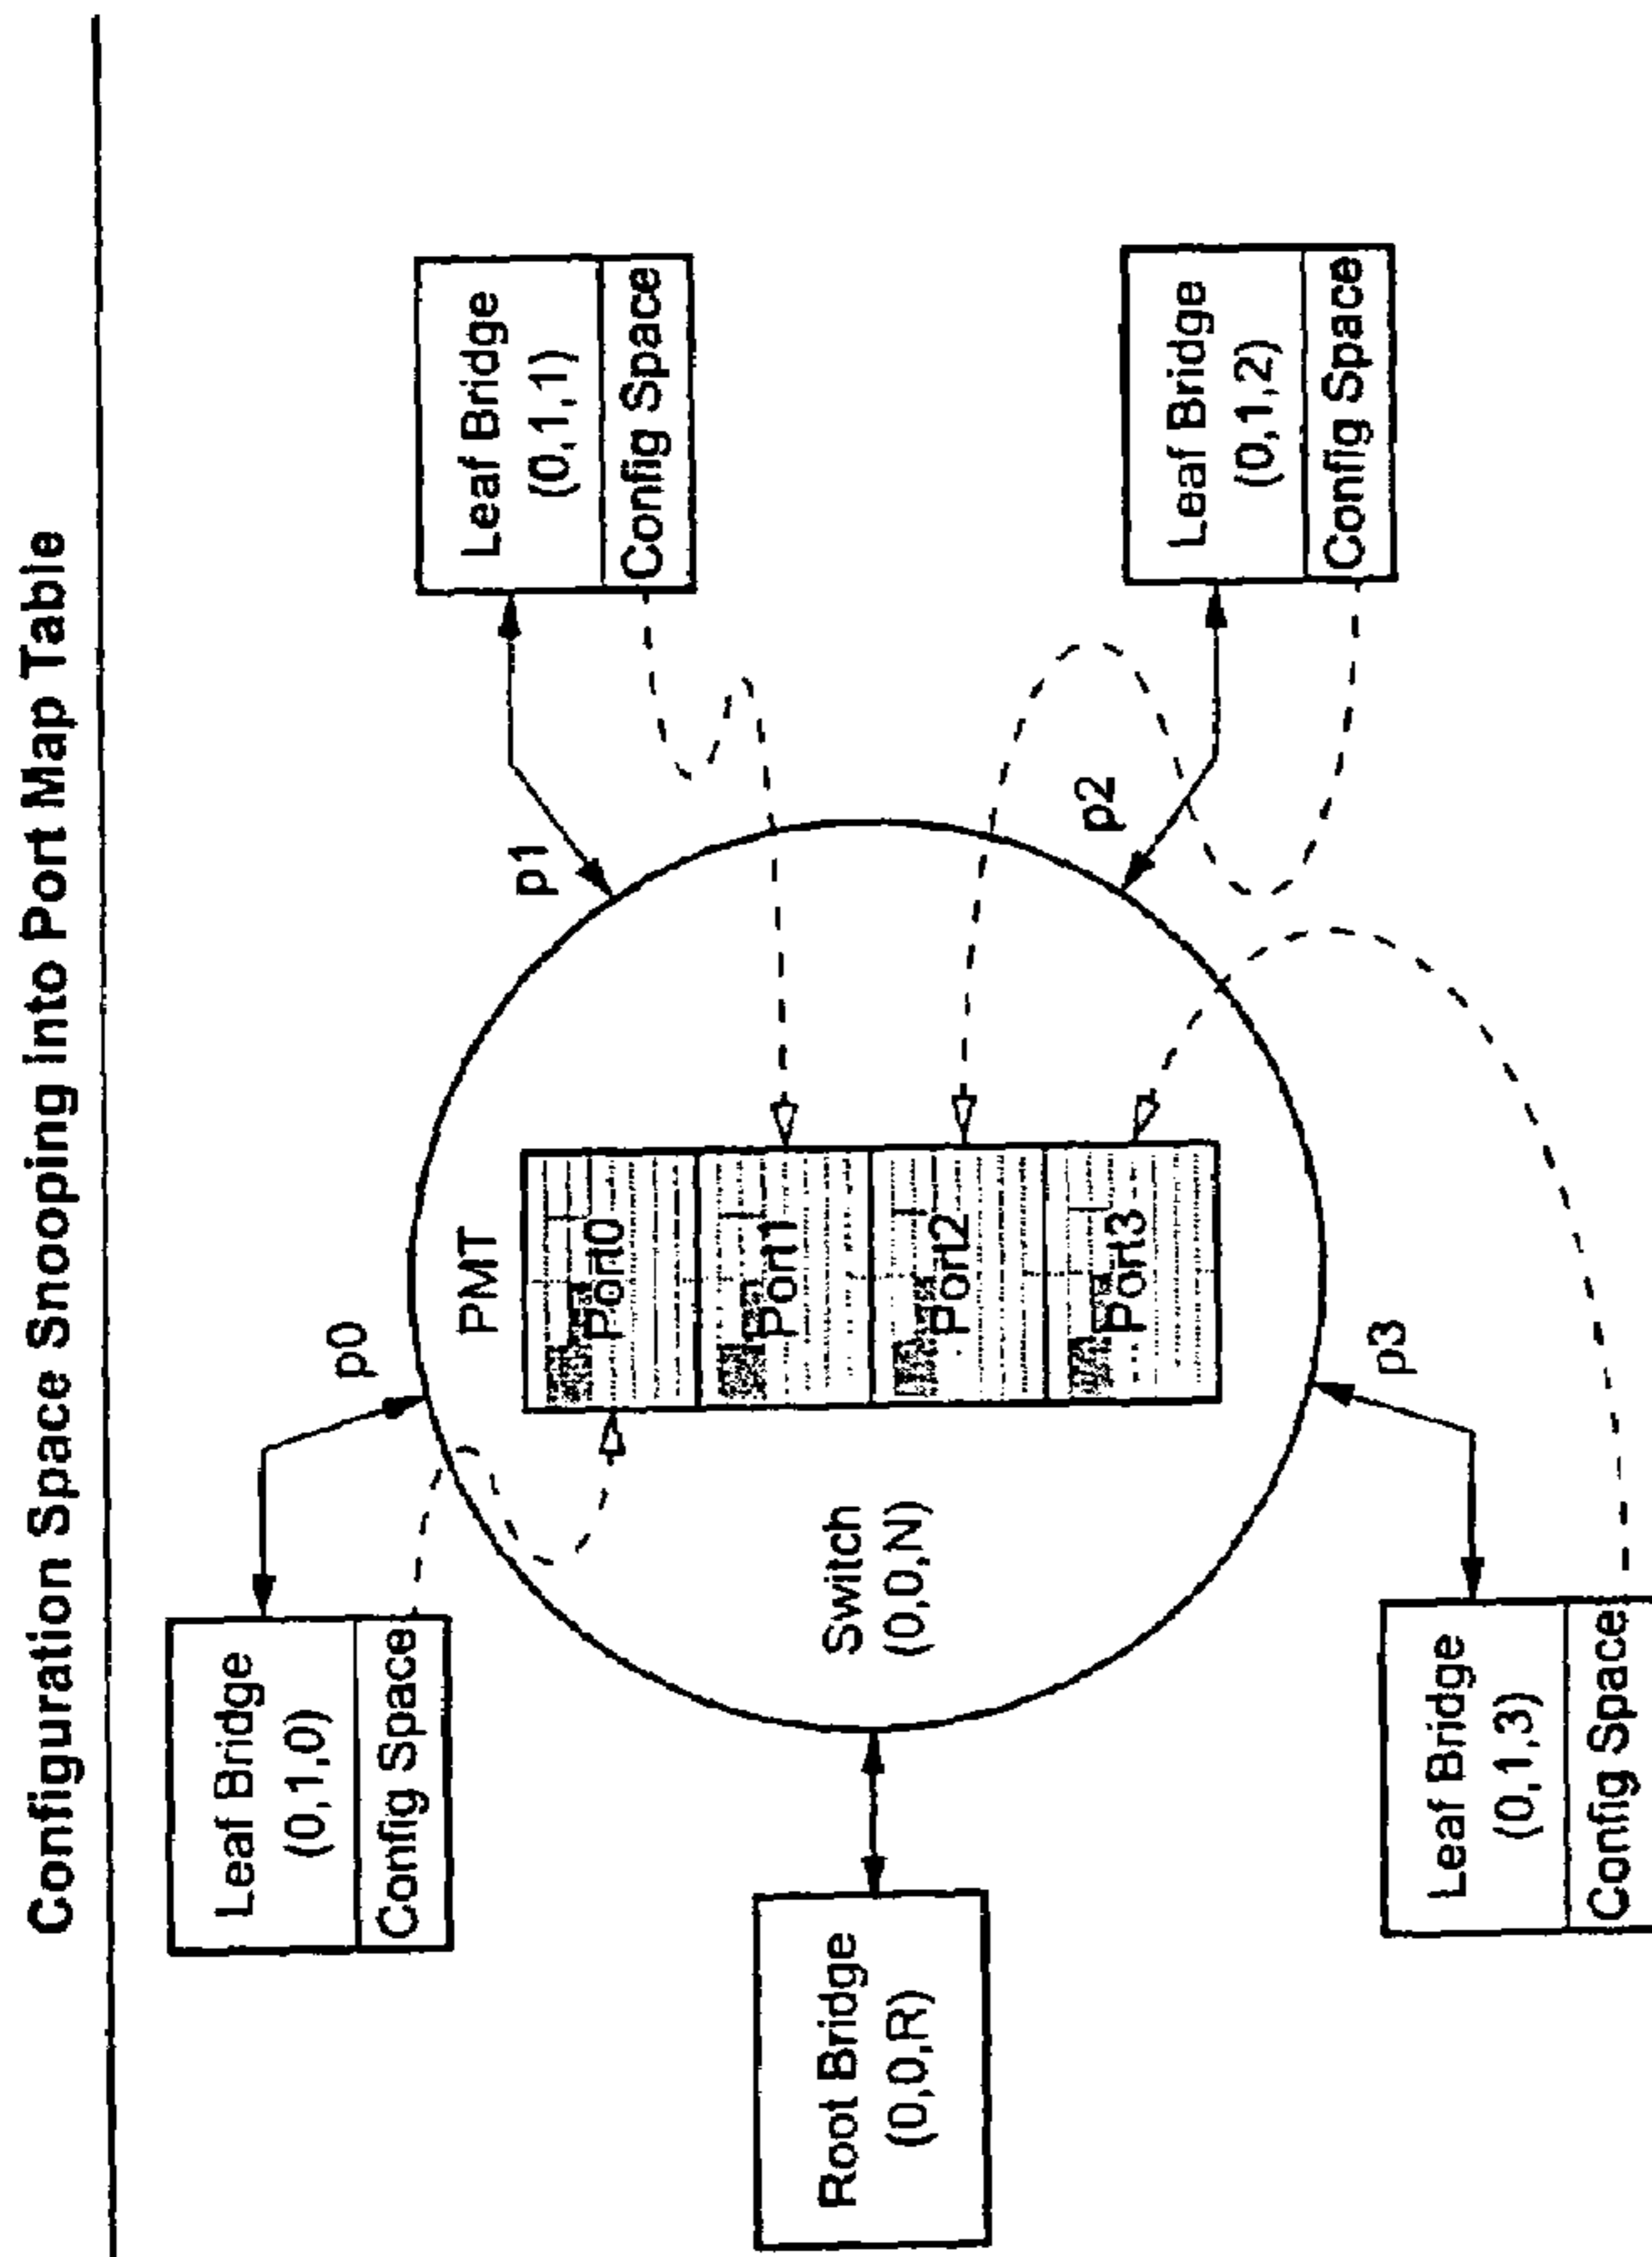 Configuration Space Snooping into Port Map Table
Leaf Bridge
(0,1,0)
Config Space
p0
p1
Leaf Bridge
(0,1,1)
Config Space
PMT
Port0
Port1
Port2
Port3
Root Bridge
(0,0,R)
Switch
(0,0,N)
p2
Leaf Bridge
(0,1,2)
Config Space
p3
Leaf Bridge
(0,1,3)
Config Space